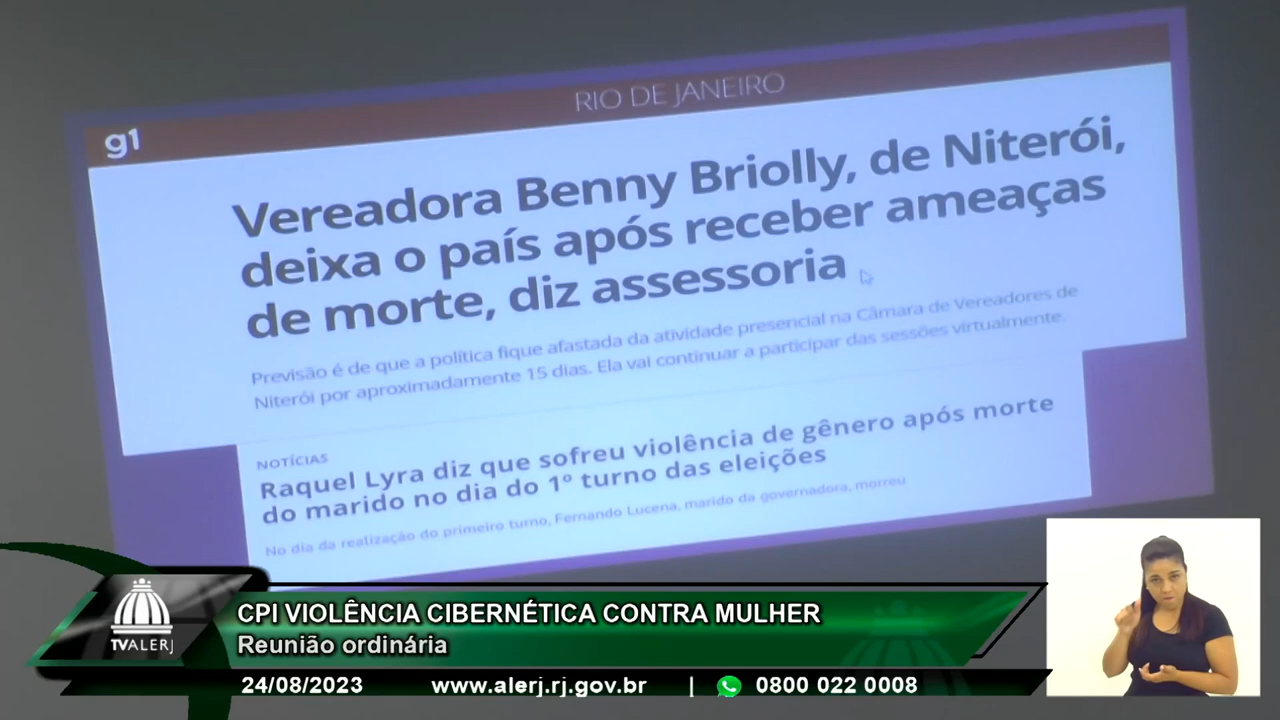 RIO DE JANEIRO
g1
Vereadora Benny Briolly, de Niterói,
deixa o país após receber ameaças
de morte, diz assessoria
Previsão é de que a política fique afastada da atividade presencial na Câmara de Vereadores de
Niterói por aproximadamente 15 dias. Ela vai continuar a participar das sessões virtualmente.
NOTÍCIAS
Raquel Lyra diz que sofreu violência de gênero após morte
do marido no dia do 1º turno das eleições
No dia da realização do primeiro turno, Fernando Lucena, marido da governadora, morreu
TVALERJ
CPI VIOLÊNCIA CIBERNÉTICA CONTRA MULHER
Reunião ordinária
24/08/2023 www.alerj.rj.gov.br | 0800 022 0008